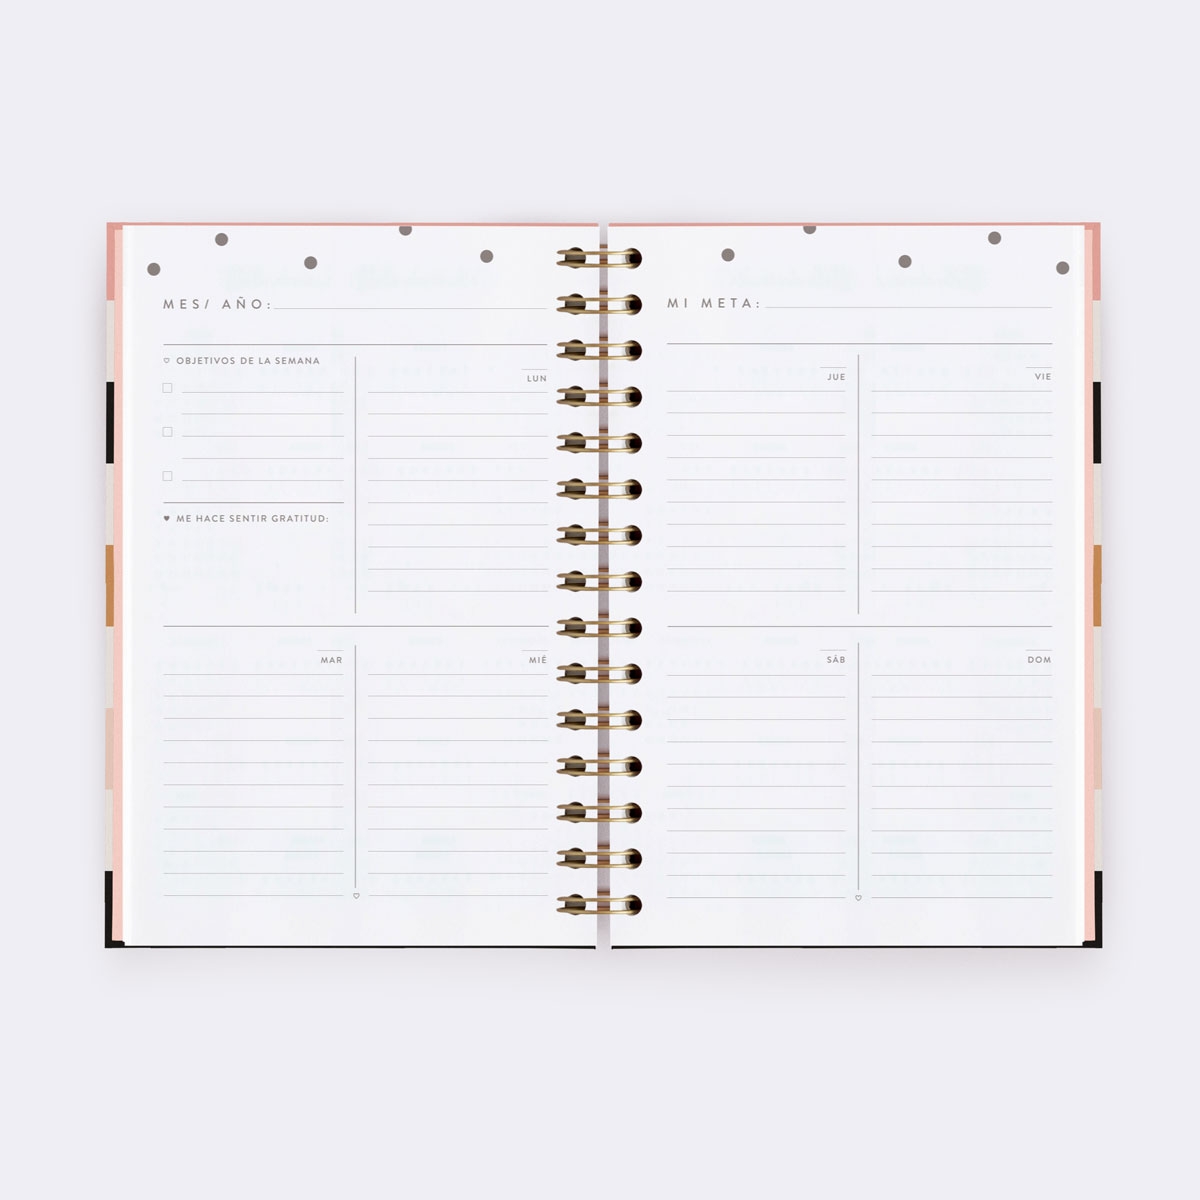 MES/ AÑO:
OBJETIVOS DE LA SEMANA
LUN
ME HACE SENTIR GRATITUD:
MAR
MIÉ
MI META:
JUE
VIE
SÁB
DOM